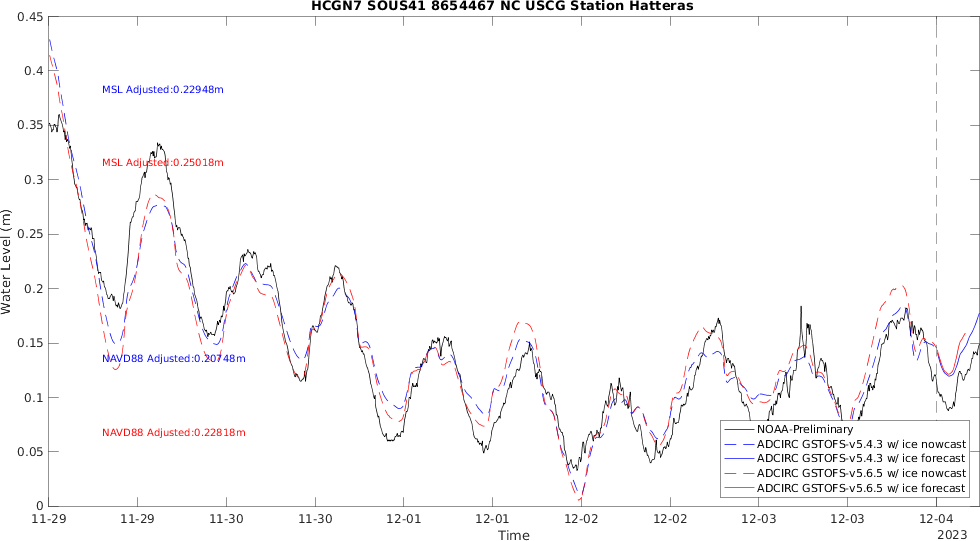 HCGN7 SOUS41 8654467 NC USCG Station Hatteras
0.45
0.4
0.35
0.3
0.25
0.2
0.15
0.1
0.05
0
Water Level (m)
MSL Adjusted:0.22948m
MSL Adjusted:0.25018m
NAVD88 Adjusted:0.20748m
NAVD88 Adjusted:0.22818m
NOAA-Preliminary
ADCIRC GSTOFS-v5.4.3 w/ ice nowcast
ADCIRC GSTOFS-v5.4.3 w/ ice forecast
ADCIRC GSTOFS-v5.6.5 w/ ice nowcast
ADCIRC GSTOFS-v5.6.5 w/ ice forecast
11-29 11-29 11-30 11-30 12-01 12-01 12-02 12-02 12-03 12-03 12-04
2023
Time